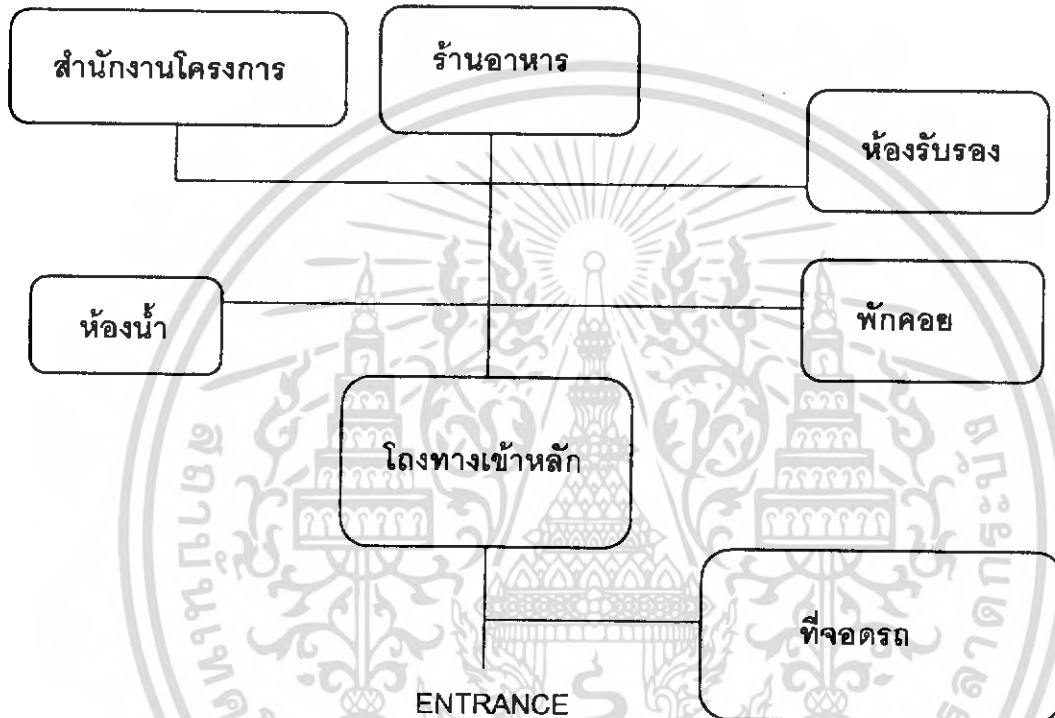 สำนักงานโครงการ
ร้านอาหาร
ห้องรับรอง
ห้องน้ำ
พักคอย
โถงทางเข้าหลัก
ที่จอดรถ
ENTRANCE